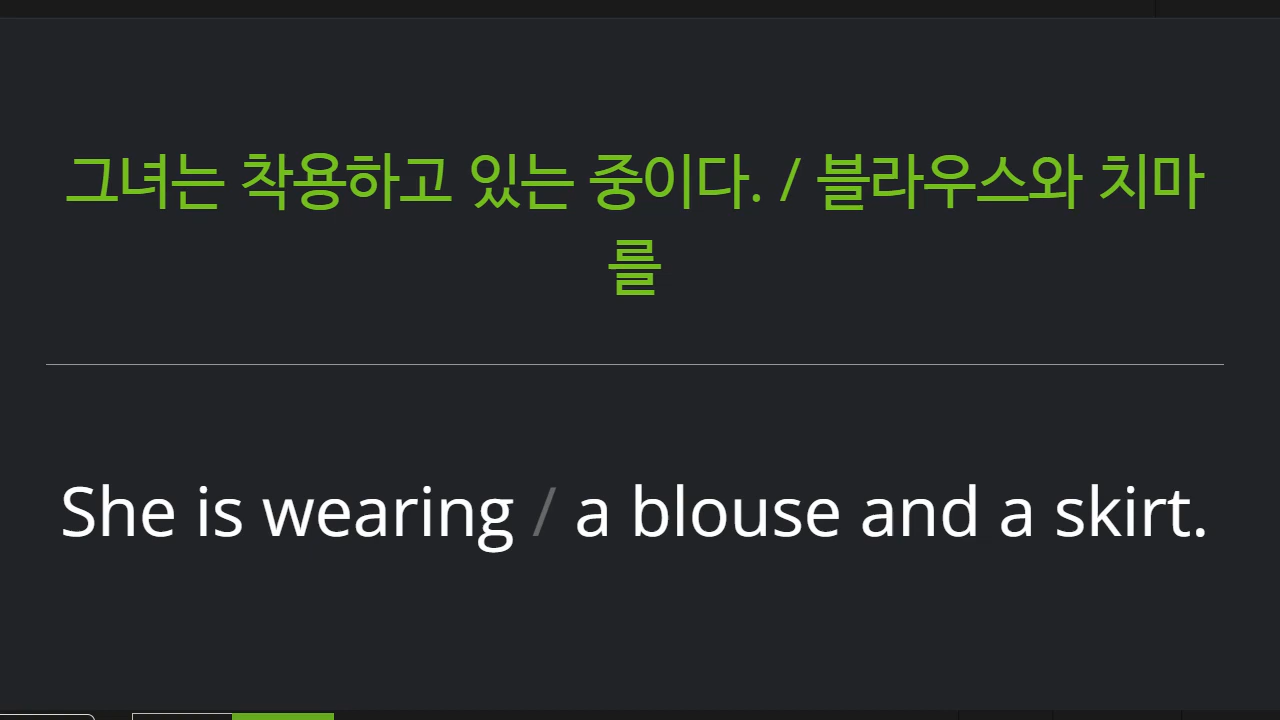 그녀는 착용하고 있는 중이다. / 블라우스와 치마
를
She is wearing / a blouse and a skirt.